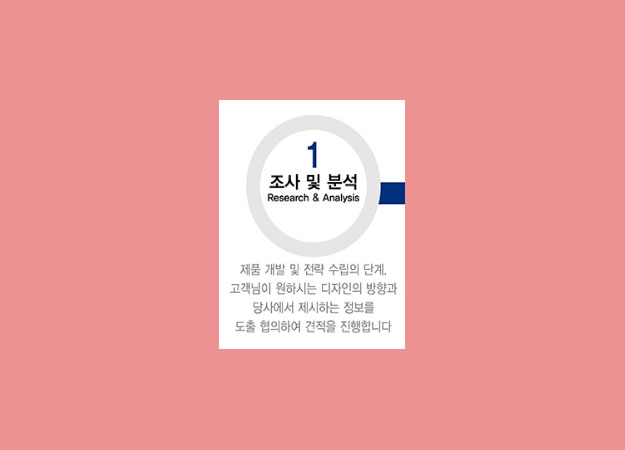 1
조사 및 분석
Research & Analysis
제품 개발 및 전략 수립의 단계,
고객님이 원하시는 디자인의 방향과
당사에서 제시하는 정보를
도출 협의하여 견적을 진행합니다